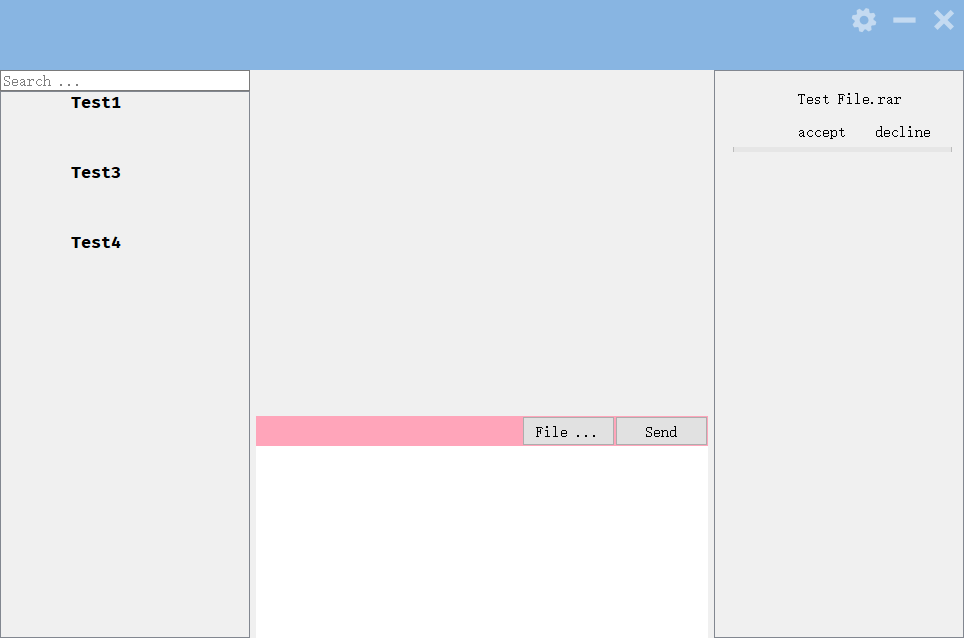 Search ...
Test1
Test3
Test4
File ...
Send
Test File.rar
accept decline